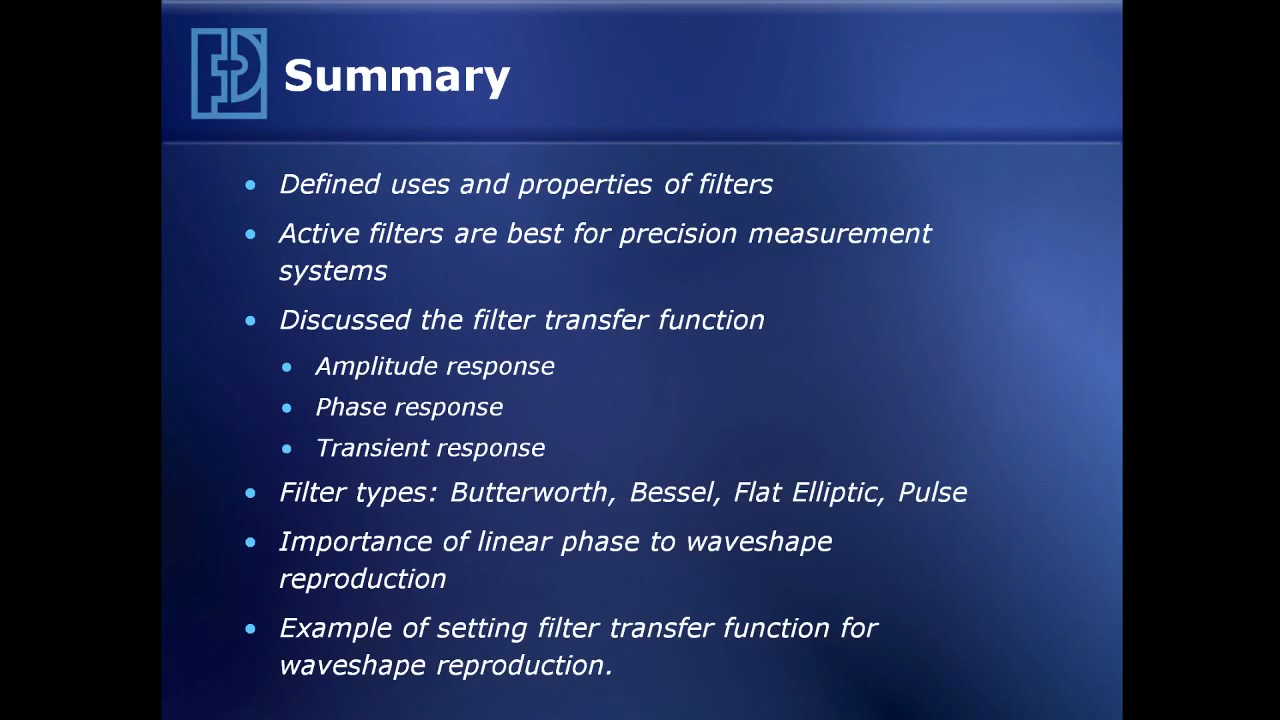 Summary
• Defined uses and properties of filters
• Active filters are best for precision measurement
systems
• Discussed the filter transfer function
• Amplitude response
• Phase response
• Transient response
• Filter types: Butterworth, Bessel, Flat Elliptic, Pulse
• Importance of linear phase to waveshape
reproduction
• Example of setting filter transfer function for
waveshape reproduction.